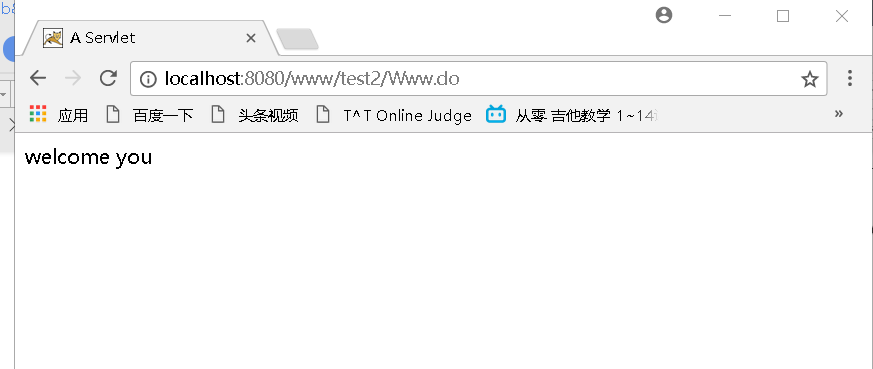 A Servlet
localhost:8080/www/test2/Www.do
应用 百度一下 头条视频 T^T Online Judge 从零 吉他教学 1~14 »
welcome you